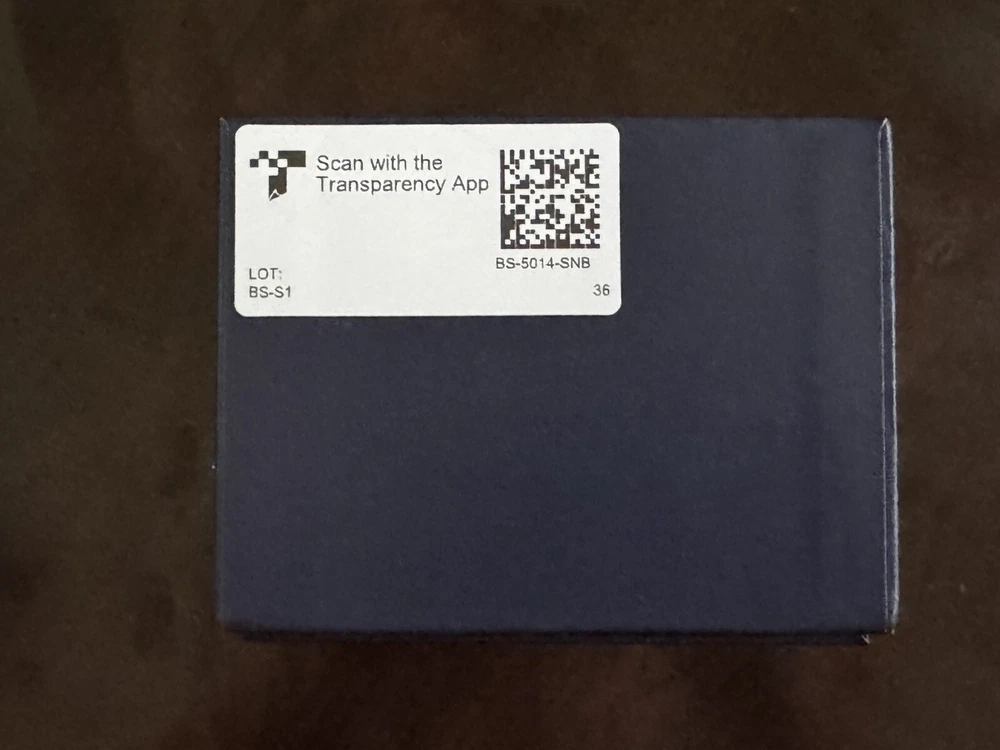 Scan with the
Transparency App
BS-5014-SNB
LOT:
BS-S1
36